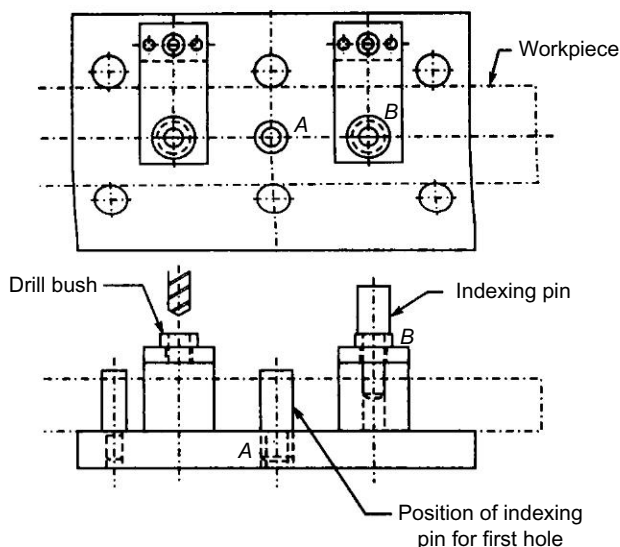 Workpiece
A
B
Drill bush
Indexing pin
B
A
Position of indexing
pin for first hole